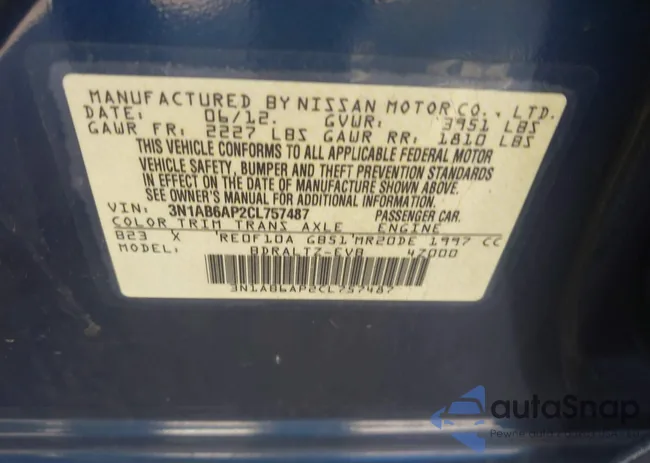 MANUFACTURED BY NISSAN MOTOR CO., LTD.
DATE: 06/12. GVWR: 3951 LBS
GAWR FR: 2227 LBS GAWR RR: 1810 LBS
THIS VEHICLE CONFORMS TO ALL APPLICABLE FEDERAL MOTOR
VEHICLE SAFETY, BUMPER AND THEFT PREVENTION STANDARDS
IN EFFECT ON THE DATE OF MANUFACTURE SHOWN ABOVE.
SEE OWNER'S MANUAL FOR ADDITIONAL INFORMATION.
VIN: 3N1AB6AP2CL757487 PASSENGER CAR.
COLOR TRIM TRANS AXLE ENGINE
B23 X RE0F10A GB51 MR20DE 1997 CC
MODEL: BDRALTZ-EVB 47000
3N1AB6AP2CL757487
autoSnap